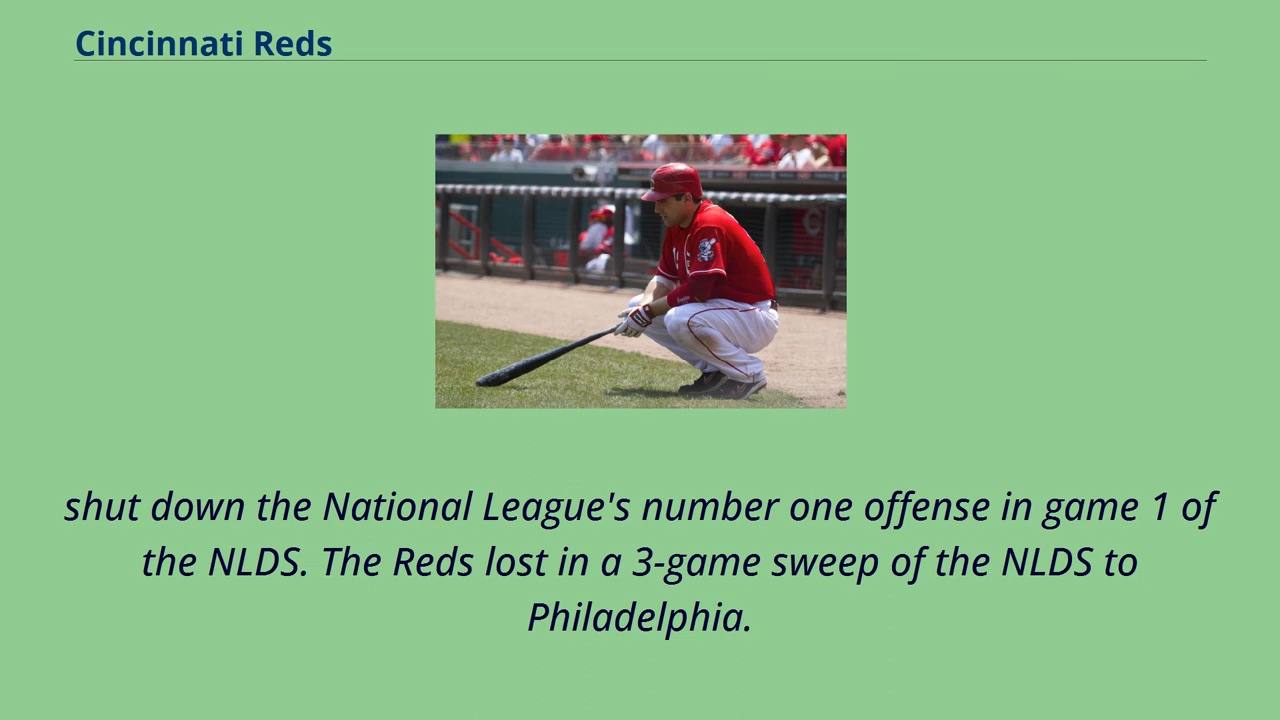 Cincinnati Reds
shut down the National League's number one offense in game 1 of
the NLDS. The Reds lost in a 3-game sweep of the NLDS to
Philadelphia.